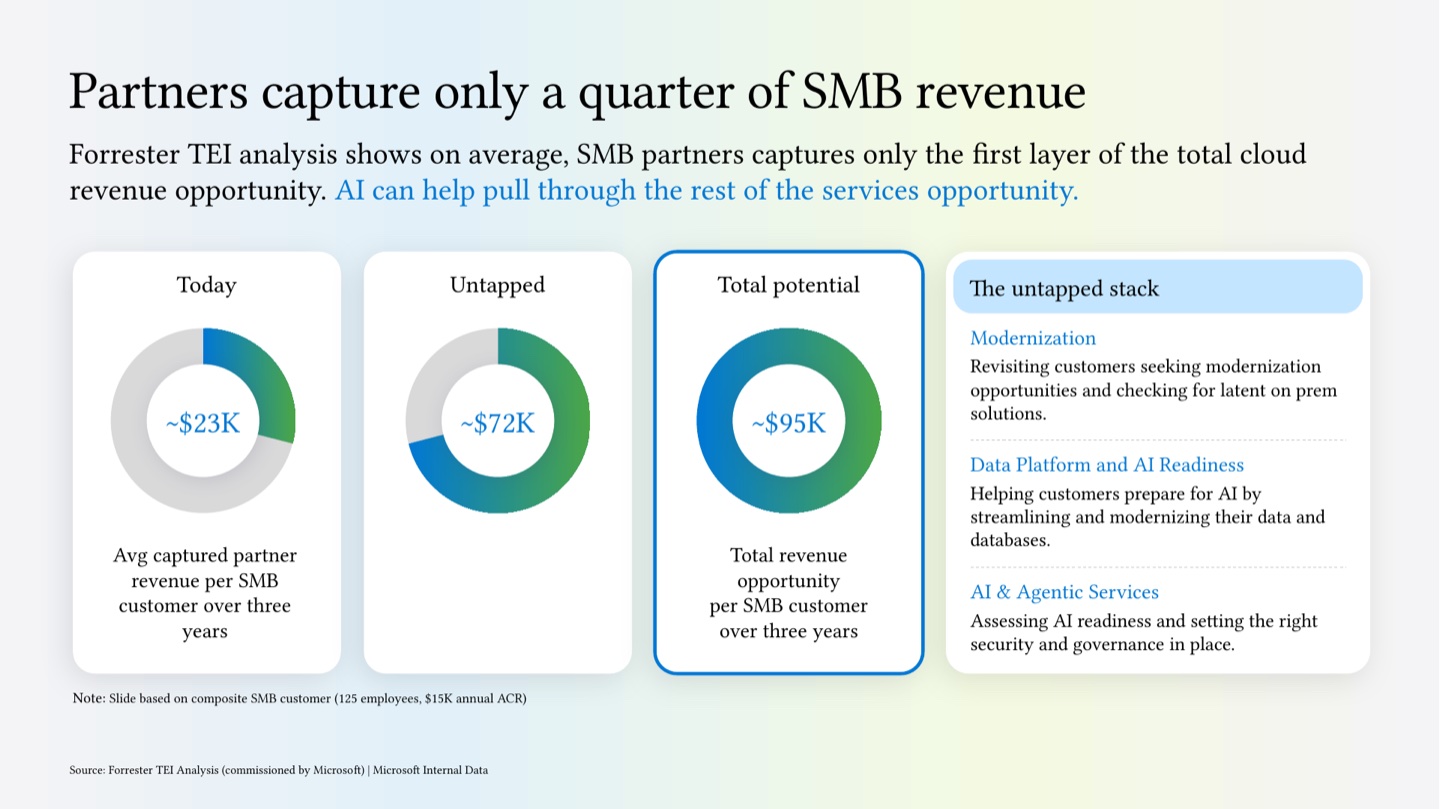 Partners capture only a quarter of SMB revenue
Forrester TEI analysis shows on average, SMB partners captures only the first layer of the total cloud
revenue opportunity. AI can help pull through the rest of the services opportunity.
Today
~$23K
Avg captured partner
revenue per SMB
customer over three
years
Untapped
~$72K
Total potential
~$95K
Total revenue
opportunity
per SMB customer
over three years
The untapped stack
Modernization
Revisiting customers seeking modernization
opportunities and checking for latent on prem
solutions.
Data Platform and AI Readiness
Helping customers prepare for AI by
streamlining and modernizing their data and
databases.
AI & Agentic Services
Assessing AI readiness and setting the right
security and governance in place.
Note: Slide based on composite SMB customer (125 employees, $15K annual ACR)
Source: Forrester TEI Analysis (commissioned by Microsoft) | Microsoft Internal Data